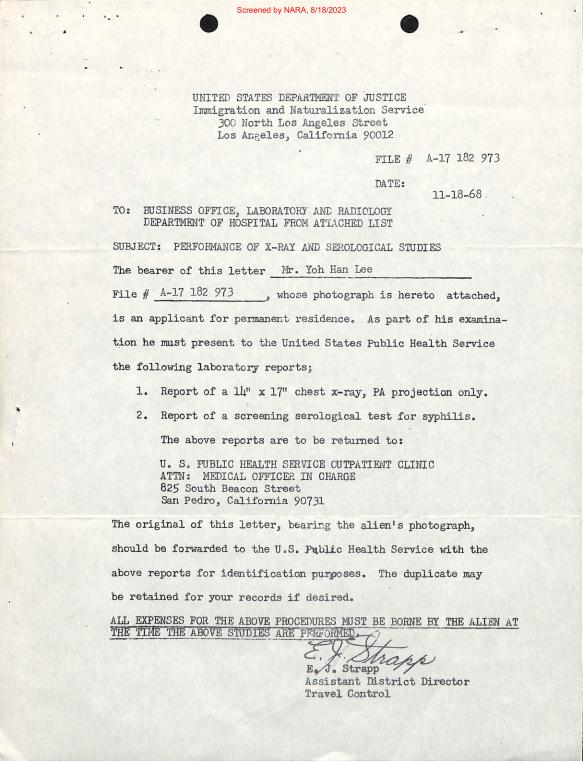 Screened by NARA, 8/18/2023
UNITED STATES DEPARTMENT OF JUSTICE
Immigration and Naturalization Service
300 North Los Angeles Street
Los Angeles, California 90012
FILE # A-17 182 973
DATE:
11-18-68.
TO: BUSINESS OFFICE, LABORATORY AND RADIOLOGY
DEPARTMENT OF HOSPITAL FROM ATTACHED LIST
SUBJECT: PERFORMANCE OF X-RAY AND SEROLOGICAL STUDIES
The bearer of this letter Mr. Yoh Han Lee
File # A-17 182 973, whose photograph is hereto attached,
is an applicant for permanent residence. As part of his examina-
tion he must present to the United States Public Health Service
the following laboratory reports;
1. Report of a 14" x 17" chest x-ray, PA projection only.
2. Report of a screening serological test for syphilis.
The above reports are to be returned to:
U. S. PUBLIC HEALTH SERVICE OUTPATIENT CLINIC
ATTN: MEDICAL OFFICER IN CHARGE
825 South Beacon Street
San Pedro, California 90731
The original of this letter, bearing the alien's photograph,
should be forwarded to the U.S. Public Health Service with the
above reports for identification purposes. The duplicate may
be retained for your records if desired.
ALL EXPENSES FOR THE ABOVE PROCEDURES MUST BE BORNE BY THE ALIEN AT
THE TIME THE ABOVE STUDIES ARE PERFORMED.
E. J. Strapp
E. J. Strapp
Assistant District Director
Travel Control